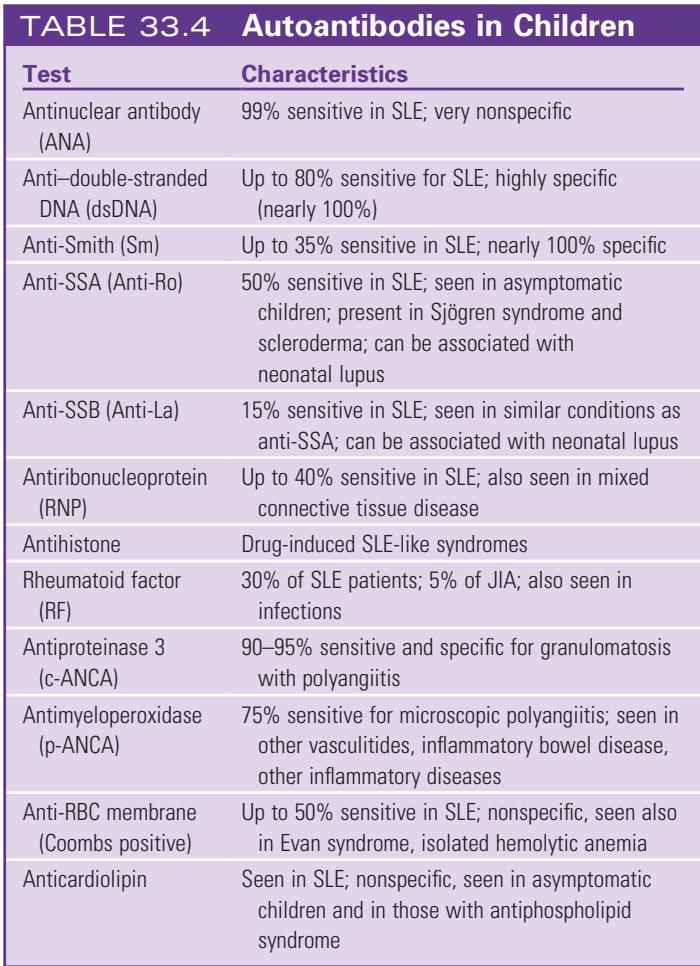 TABLE 33.4 Autoantibodies in Children
Test Characteristics
Antinuclear antibody 99% sensitive in SLE; very nonspecific
(ANA)
Anti–double-stranded Up to 80% sensitive for SLE; highly specific
DNA (dsDNA) (nearly 100%)
Anti-Smith (Sm) Up to 35% sensitive in SLE; nearly 100% specific
Anti-SSA (Anti-Ro) 50% sensitive in SLE; seen in asymptomatic
children; present in Sjögren syndrome and
scleroderma; can be associated with
neonatal lupus
Anti-SSB (Anti-La) 15% sensitive in SLE; seen in similar conditions as
anti-SSA; can be associated with neonatal lupus
Antiribonucleoprotein Up to 40% sensitive in SLE; also seen in mixed
(RNP) connective tissue disease
Antihistone Drug-induced SLE-like syndromes
Rheumatoid factor 30% of SLE patients; 5% of JIA; also seen in
(RF) infections
Antiproteinase 3 90–95% sensitive and specific for granulomatosis
(c-ANCA) with polyangiitis
Antimyeloperoxidase 75% sensitive for microscopic polyangiitis; seen in
(p-ANCA) other vasculitides, inflammatory bowel disease,
other inflammatory diseases
Anti-RBC membrane Up to 50% sensitive in SLE; nonspecific, seen also
(Coombs positive) in Evan syndrome, isolated hemolytic anemia
Anticardiolipin Seen in SLE; nonspecific, seen in asymptomatic
children and in those with antiphospholipid
syndrome